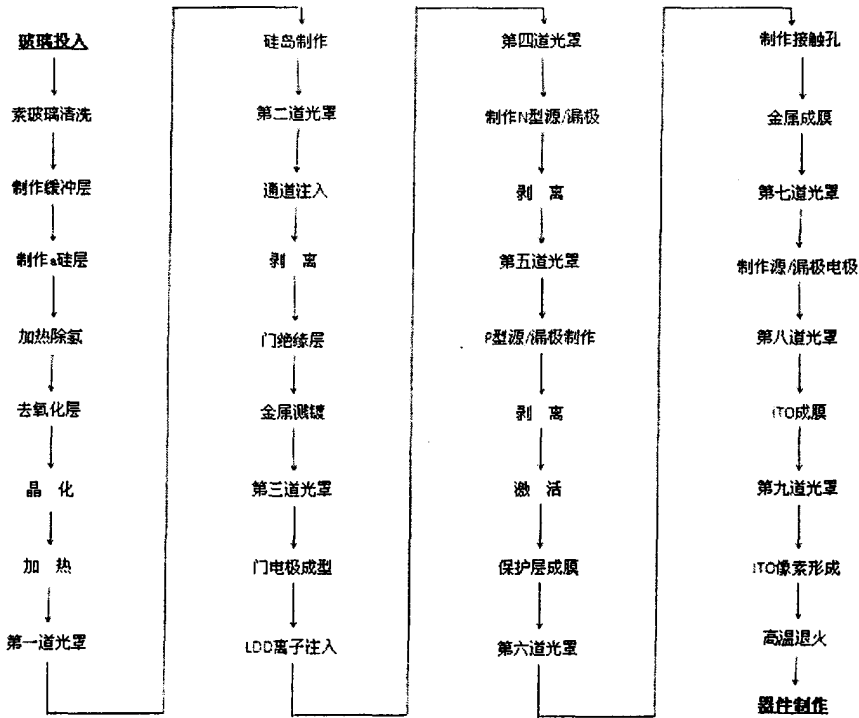 玻璃投入
素玻璃清洗
制作缓冲层
制作a硅层
加热除氢
去氧化层
晶 化
加 热
第一道光罩
硅岛制作
第二道光罩
通道注入
剥 离
门绝缘层
金属溅镀
第三道光罩
门电极成型
LDD离子注入
第四道光罩
制作N型源/漏极
剥 离
第五道光罩
P型源/漏极制作
剥 离
激 活
保护层成膜
第六道光罩
制作接触孔
金属成膜
第七道光罩
制作源/漏极电极
第八道光罩
ITO成膜
第九道光罩
ITO像素形成
高温退火
器件制作